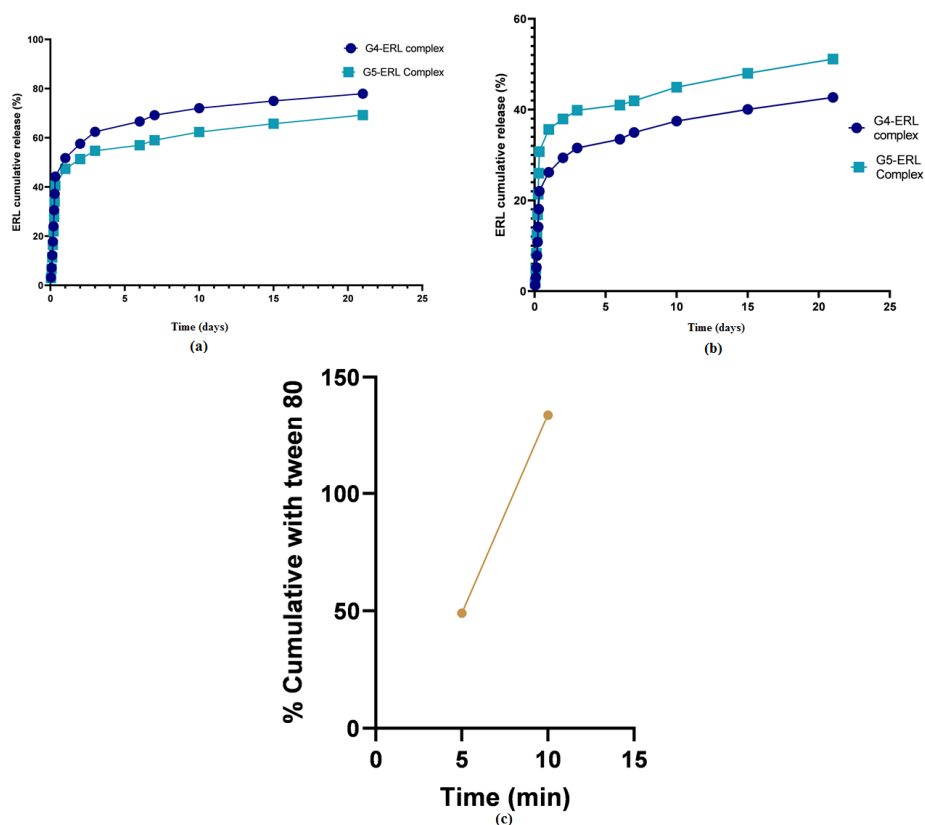 100
80
60
40
20
0
ERL cumulative release (%)
G4-ERL complex
G5-ERL Complex
0 5 10 15 20 25
Time (days)
(a)
60
40
20
0
ERL cumulative release (%)
G4-ERL
complex
G5-ERL
Complex
0 5 10 15 20 25
Time (days)
(b)
150
100
50
0
% Cumulative with tween 80
0 5 10 15
Time (min)
(c)